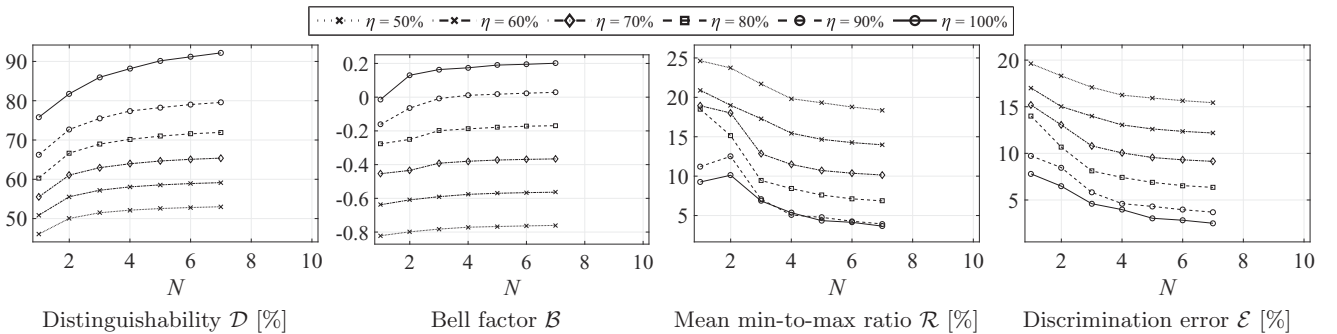 η = 50% η = 60% η = 70% η = 80% η = 90% η = 100%
90
80
70
60
50
2 4 6 8 10
N
Distinguishability 𝒟 [%]
0.2
0
-0.2
-0.4
-0.6
-0.8
2 4 6 8 10
N
Bell factor ℬ
25
20
15
10
5
2 4 6 8 10
N
Mean min-to-max ratio ℛ [%]
20
15
10
5
2 4 6 8 10
N
Discrimination error ℰ [%]